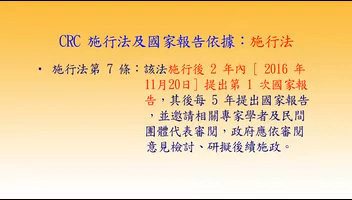 CRC 施行法及國家報告依據：施行法
• 施行法第 7 條：該法施行後 2 年內 [ 2016 年
11月20日] 提出第 1 次國家報
告，其後每 5 年提出國家報告
，並邀請相關專家學者及民間
團體代表審閱，政府應依審閱
意見檢討、研擬後續施政。